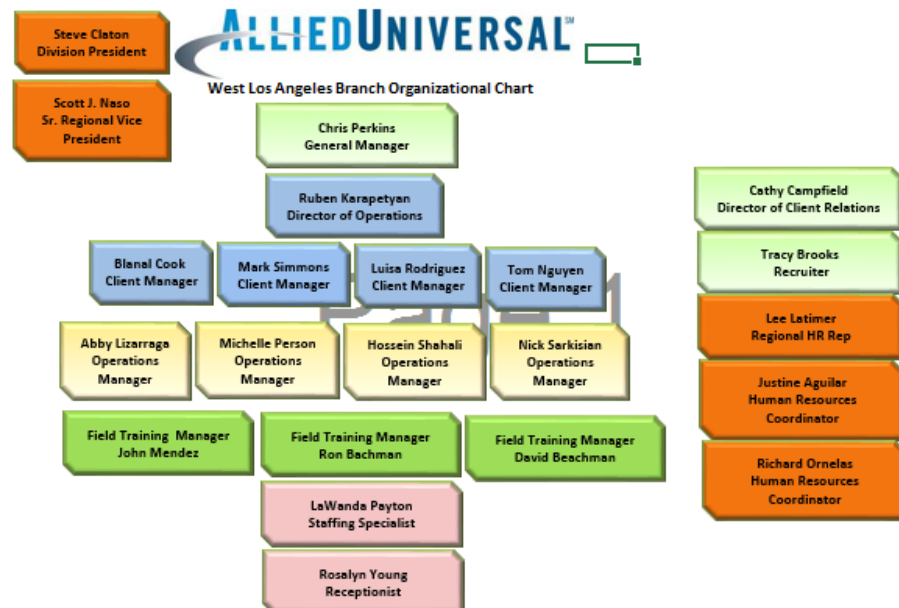 Steve Claton
Division President
ALLIEDUNIVERSAL SM
West Los Angeles Branch Organizational Chart
Scott J. Naso
Sr. Regional Vice
President
Chris Perkins
General Manager
Ruben Karapetyan
Director of Operations
Blanal Cook
Client Manager
Mark Simmons
Client Manager
Luisa Rodriguez
Client Manager
Tom Nguyen
Client Manager
Page 1
Abby Lizarraga
Operations
Manager
Michelle Person
Operations
Manager
Hossein Shahali
Operations
Manager
Nick Sarkisian
Operations
Manager
Field Training  Manager
John Mendez
Field Training Manager
Ron Bachman
Field Training Manager
David Beachman
LaWanda Payton
Staffing Specialist
Rosalyn Young
Receptionist
Cathy Campfield
Director of Client Relations
Tracy Brooks
Recruiter
Lee Latimer
Regional HR Rep
Justine Aguilar
Human Resources
Coordinator
Richard Ornelas
Human Resources
Coordinator